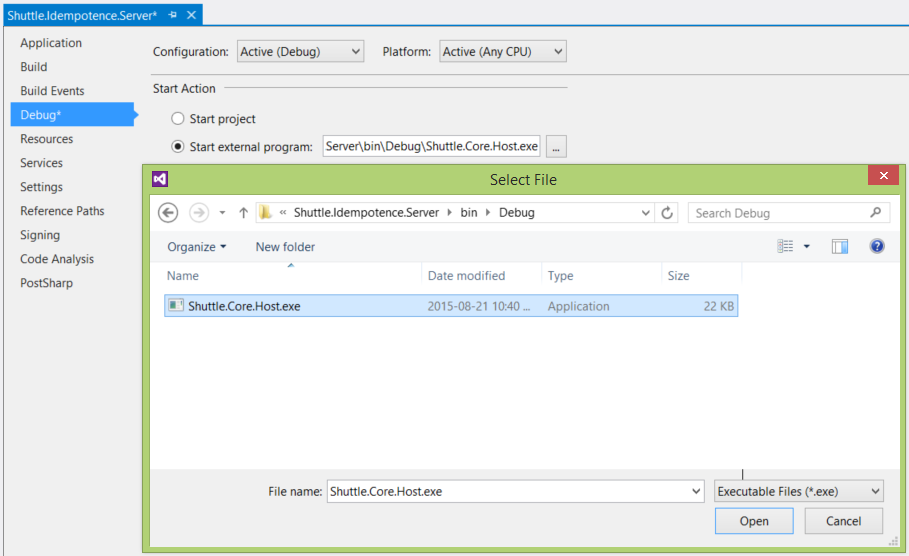 Shuttle.Idempotence.Server*
Application
Build
Build Events
Debug*
Resources
Services
Settings
Reference Paths
Signing
Code Analysis
PostSharp
Configuration: Active (Debug) Platform: Active (Any CPU)
Start Action
Start project
Start external program: Server\bin\Debug\Shuttle.Core.Host.exe ...
Select File
« Shuttle.Idempotence.Server bin Debug Search Debug
Organize New folder
Name Date modified Type Size
Shuttle.Core.Host.exe 2015-08-21 10:40 ... Application 22 KB
File name: Shuttle.Core.Host.exe Executable Files (*.exe)
Open Cancel